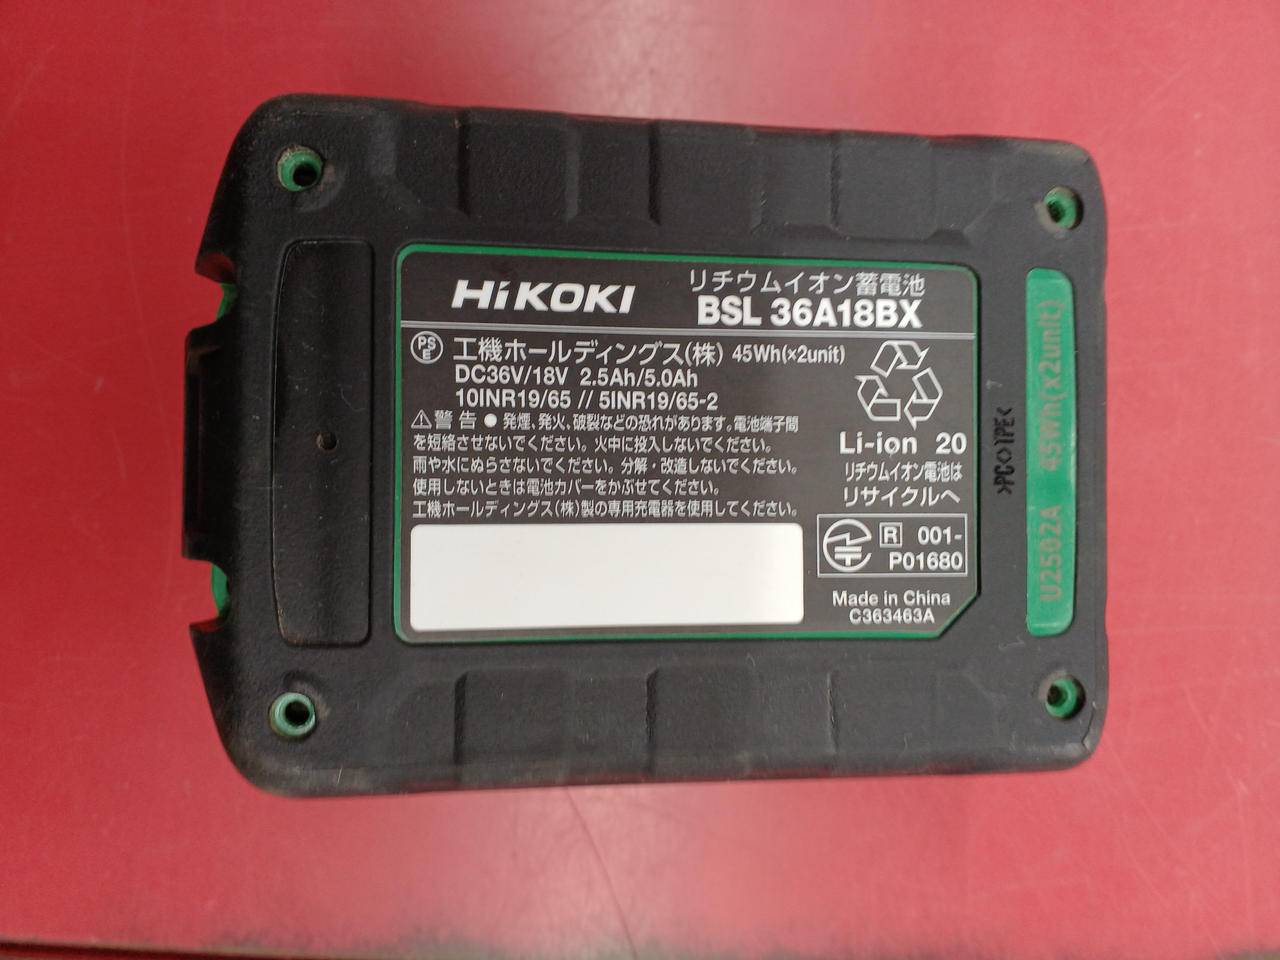 HiKOKI
リチウムイオン蓄電池
BSL 36A18BX
PS
E
工機ホールディングス(株) 45Wh(×2unit)
DC36V/18V 2.5Ah/5.0Ah
10INR19/65 // 5INR19/65-2
⚠警告 ● 発煙、発火、破裂などの恐れがあります。電池端子間
を短絡させないでください。火中に投入しないでください。
雨や水にぬらさないでください。分解・改造しないでください。
使用しないときは電池カバーをかぶせてください。
工機ホールディングス(株)製の専用充電器を使用してください。
Li-ion 20
リチウムイオン電池は
リサイクルへ
R 001-
P01680
Made in China
C363463A
>PC◇TPE<
U2502A 45Wh(x2unit)